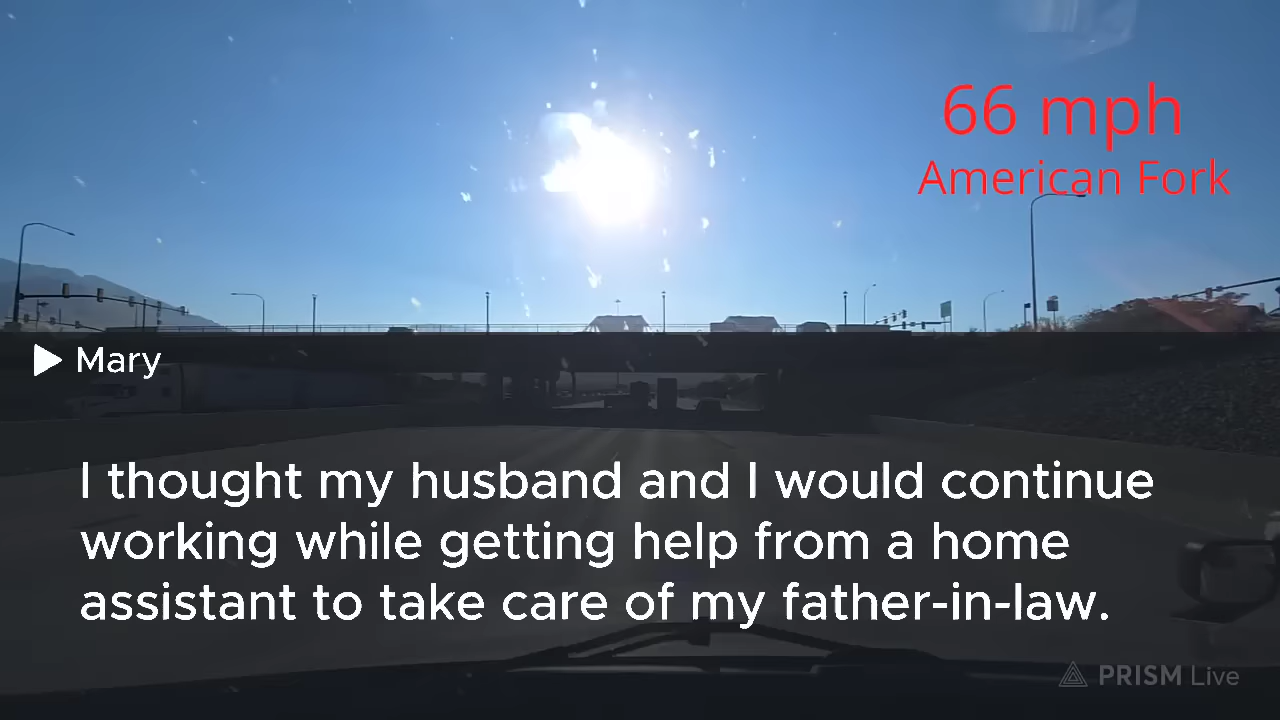 66 mph
American Fork
Mary
I thought my husband and I would continue
working while getting help from a home
assistant to take care of my father-in-law.
PRISM Live